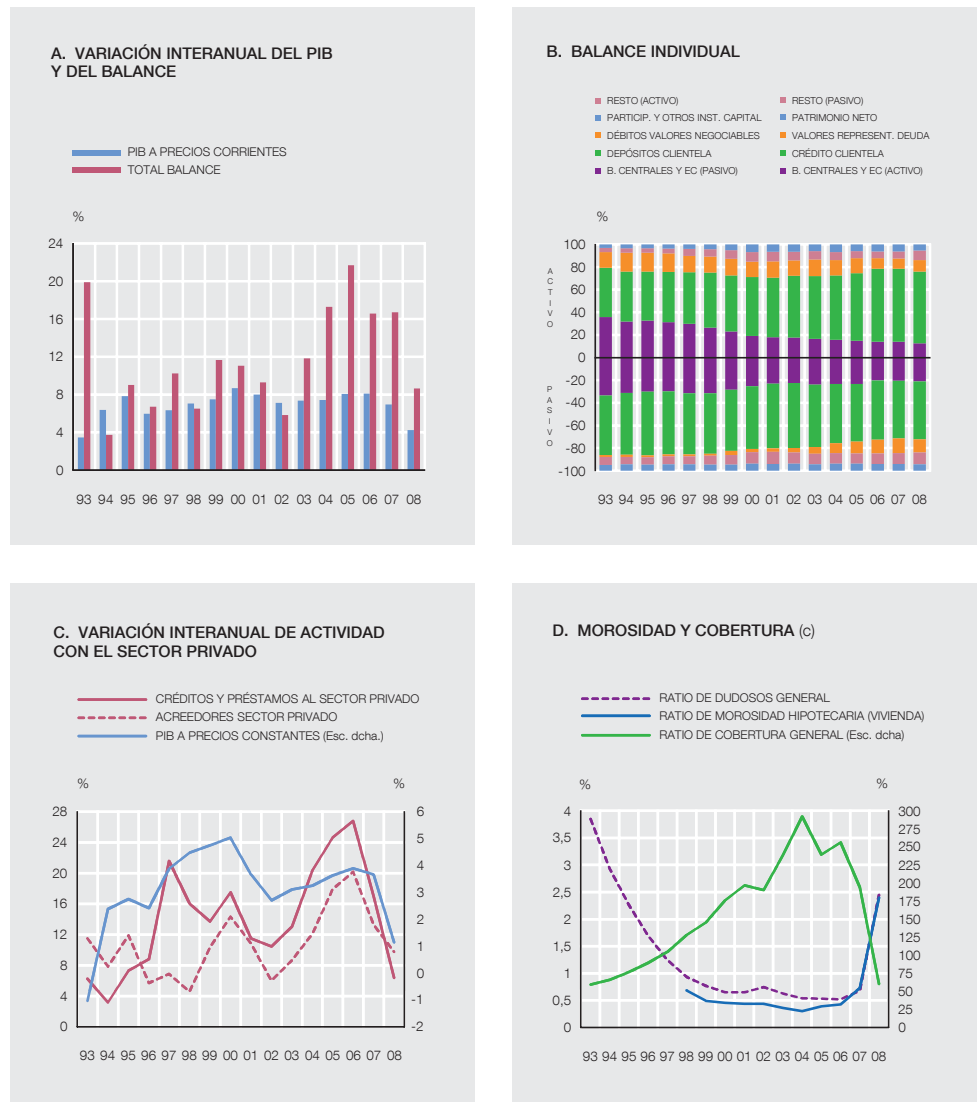 A. VARIACIÓN INTERANUAL DEL PIB
Y DEL BALANCE
PIB A PRECIOS CORRIENTES
TOTAL BALANCE
%
24
20
16
12
8
4
0
93 94 95 96 97 98 99 00 01 02 03 04 05 06 07 08
B. BALANCE INDIVIDUAL
RESTO (ACTIVO)
PARTICIP. Y OTROS INST. CAPITAL
DÉBITOS VALORES NEGOCIABLES
DEPÓSITOS CLIENTELA
B. CENTRALES Y EC (PASIVO)
RESTO (PASIVO)
PATRIMONIO NETO
VALORES REPRESENT. DEUDA
CRÉDITO CLIENTELA
B. CENTRALES Y EC (ACTIVO)
%
ACTIVO
PASIVO
100
80
60
40
20
0
-20
-40
-60
-80
-100
93 94 95 96 97 98 99 00 01 02 03 04 05 06 07 08
C. VARIACIÓN INTERANUAL DE ACTIVIDAD
CON EL SECTOR PRIVADO
CRÉDITOS Y PRÉSTAMOS AL SECTOR PRIVADO
ACREEDORES SECTOR PRIVADO
PIB A PRECIOS CONSTANTES (Esc. dcha.)
% %
28
24
20
16
12
8
4
0
6
5
4
3
2
1
0
-1
-2
93 94 95 96 97 98 99 00 01 02 03 04 05 06 07 08
D. MOROSIDAD Y COBERTURA (c)
RATIO DE DUDOSOS GENERAL
RATIO DE MOROSIDAD HIPOTECARIA (VIVIENDA)
RATIO DE COBERTURA GENERAL (Esc. dcha)
% %
4
3,5
3
2,5
2
1,5
1
0,5
0
300
275
250
225
200
175
150
125
100
75
50
25
0
93 94 95 96 97 98 99 00 01 02 03 04 05 06 07 08